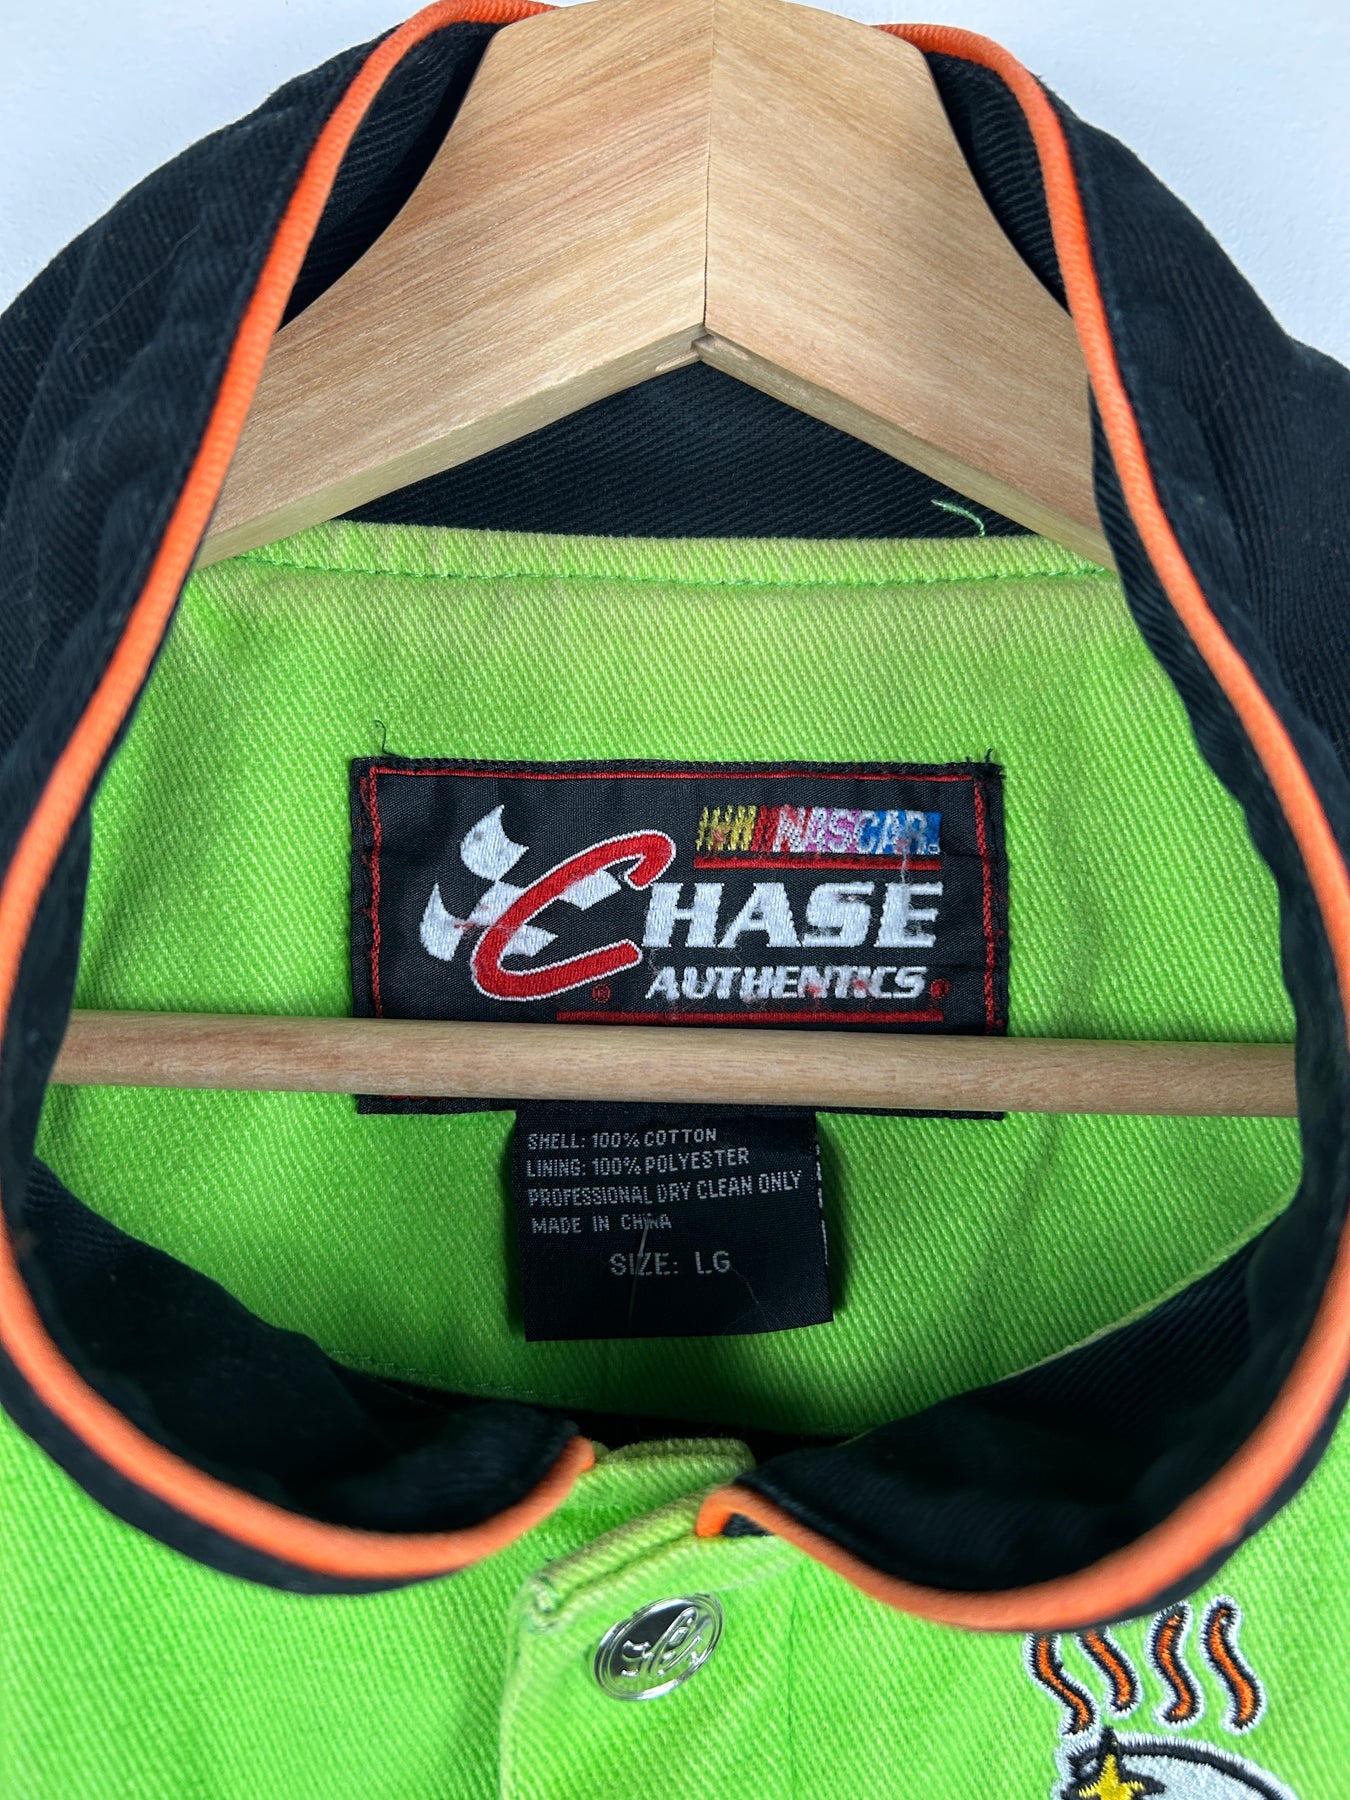 NASCAR
CHASE
AUTHENTICS
SHELL: 100% COTTON
LINING: 100% POLYESTER
PROFESSIONAL DRY CLEAN ONLY
MADE IN CHINA
SIZE: LG